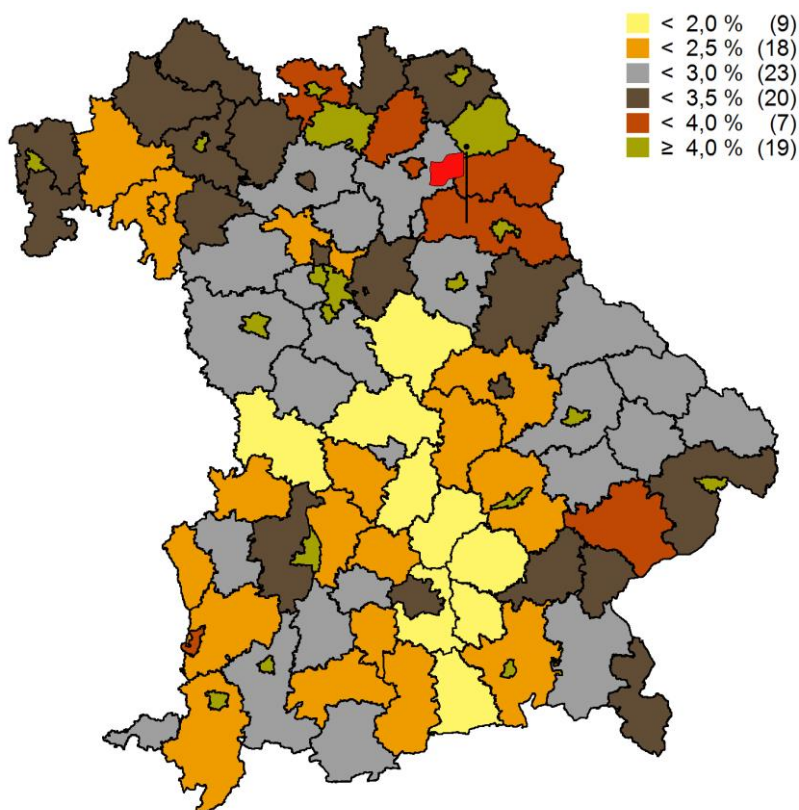 < 2,0 % (9)
< 2,5 % (18)
< 3,0 % (23)
< 3,5 % (20)
< 4,0 % (7)
≥ 4,0 % (19)